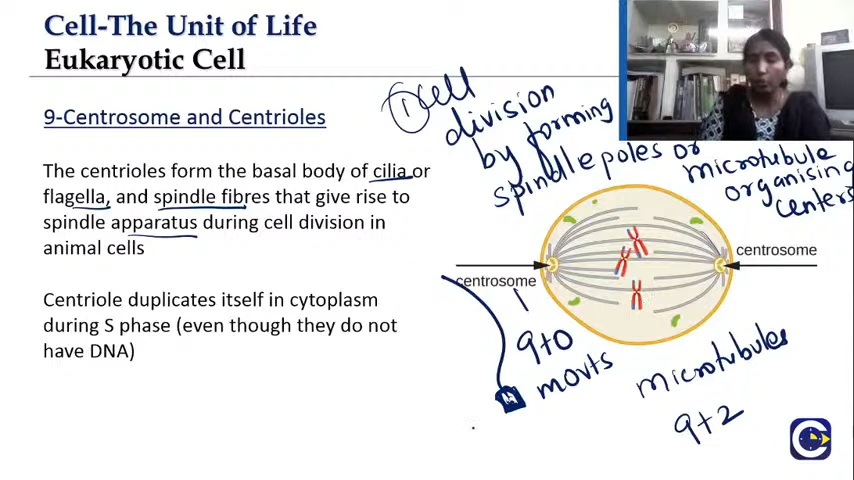 Cell-The Unit of Life
Eukaryotic Cell
9-Centrosome and Centrioles
The centrioles form the basal body of cilia or
flagella, and spindle fibres that give rise to
spindle apparatus during cell division in
animal cells
Centriole duplicates itself in cytoplasm
during S phase (even though they do not
have DNA)
1 cell
division
by forming
spindle poles or
microtubule
organising
centers
centrosome
centrosome
9+0
movts
microtubules
9+2